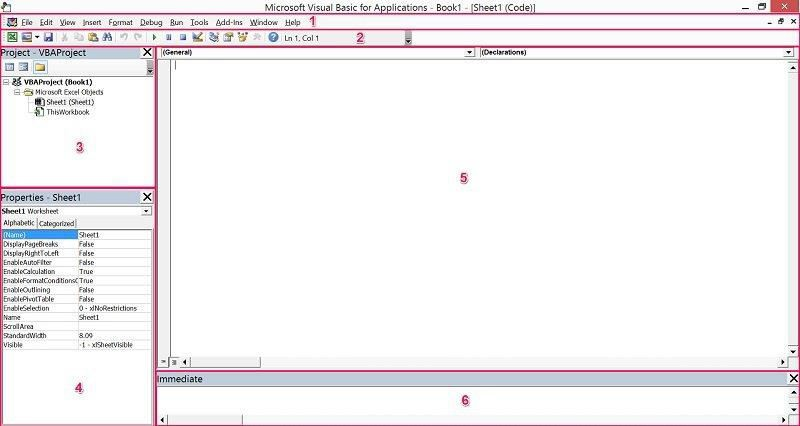 Microsoft Visual Basic for Applications - Book1 - [Sheet1 (Code)]
File Edit View Insert Format Debug Run Tools Add-Ins Window Help 1
Ln 1, Col 1 2
Project - VBAProject
VBAProject (Book1)
Microsoft Excel Objects
Sheet1 (Sheet1)
ThisWorkbook
3
(General) (Declarations)
5
Properties - Sheet1
Sheet1 Worksheet
Alphabetic Categorized
(Name) Sheet1
DisplayPageBreaks False
DisplayRightToLeft False
EnableAutoFilter False
EnableCalculation True
EnableFormatConditionsC True
EnableOutlining False
EnablePivotTable False
EnableSelection 0 - xlNoRestrictions
Name Sheet1
ScrollArea
StandardWidth 8.09
Visible -1 - xlSheetVisible
4
Immediate
6